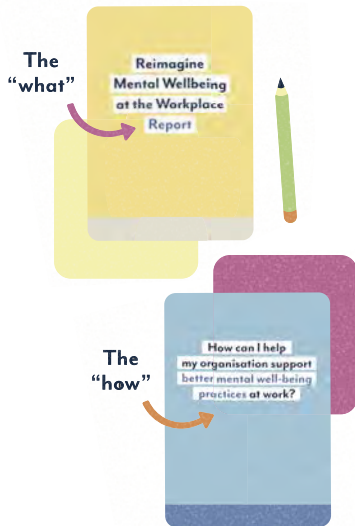 The
“what”
Reimagine
Mental Wellbeing
at the Workplace
Report
The
“how”
How can I help
my organisation support
better mental well-being
practices at work?